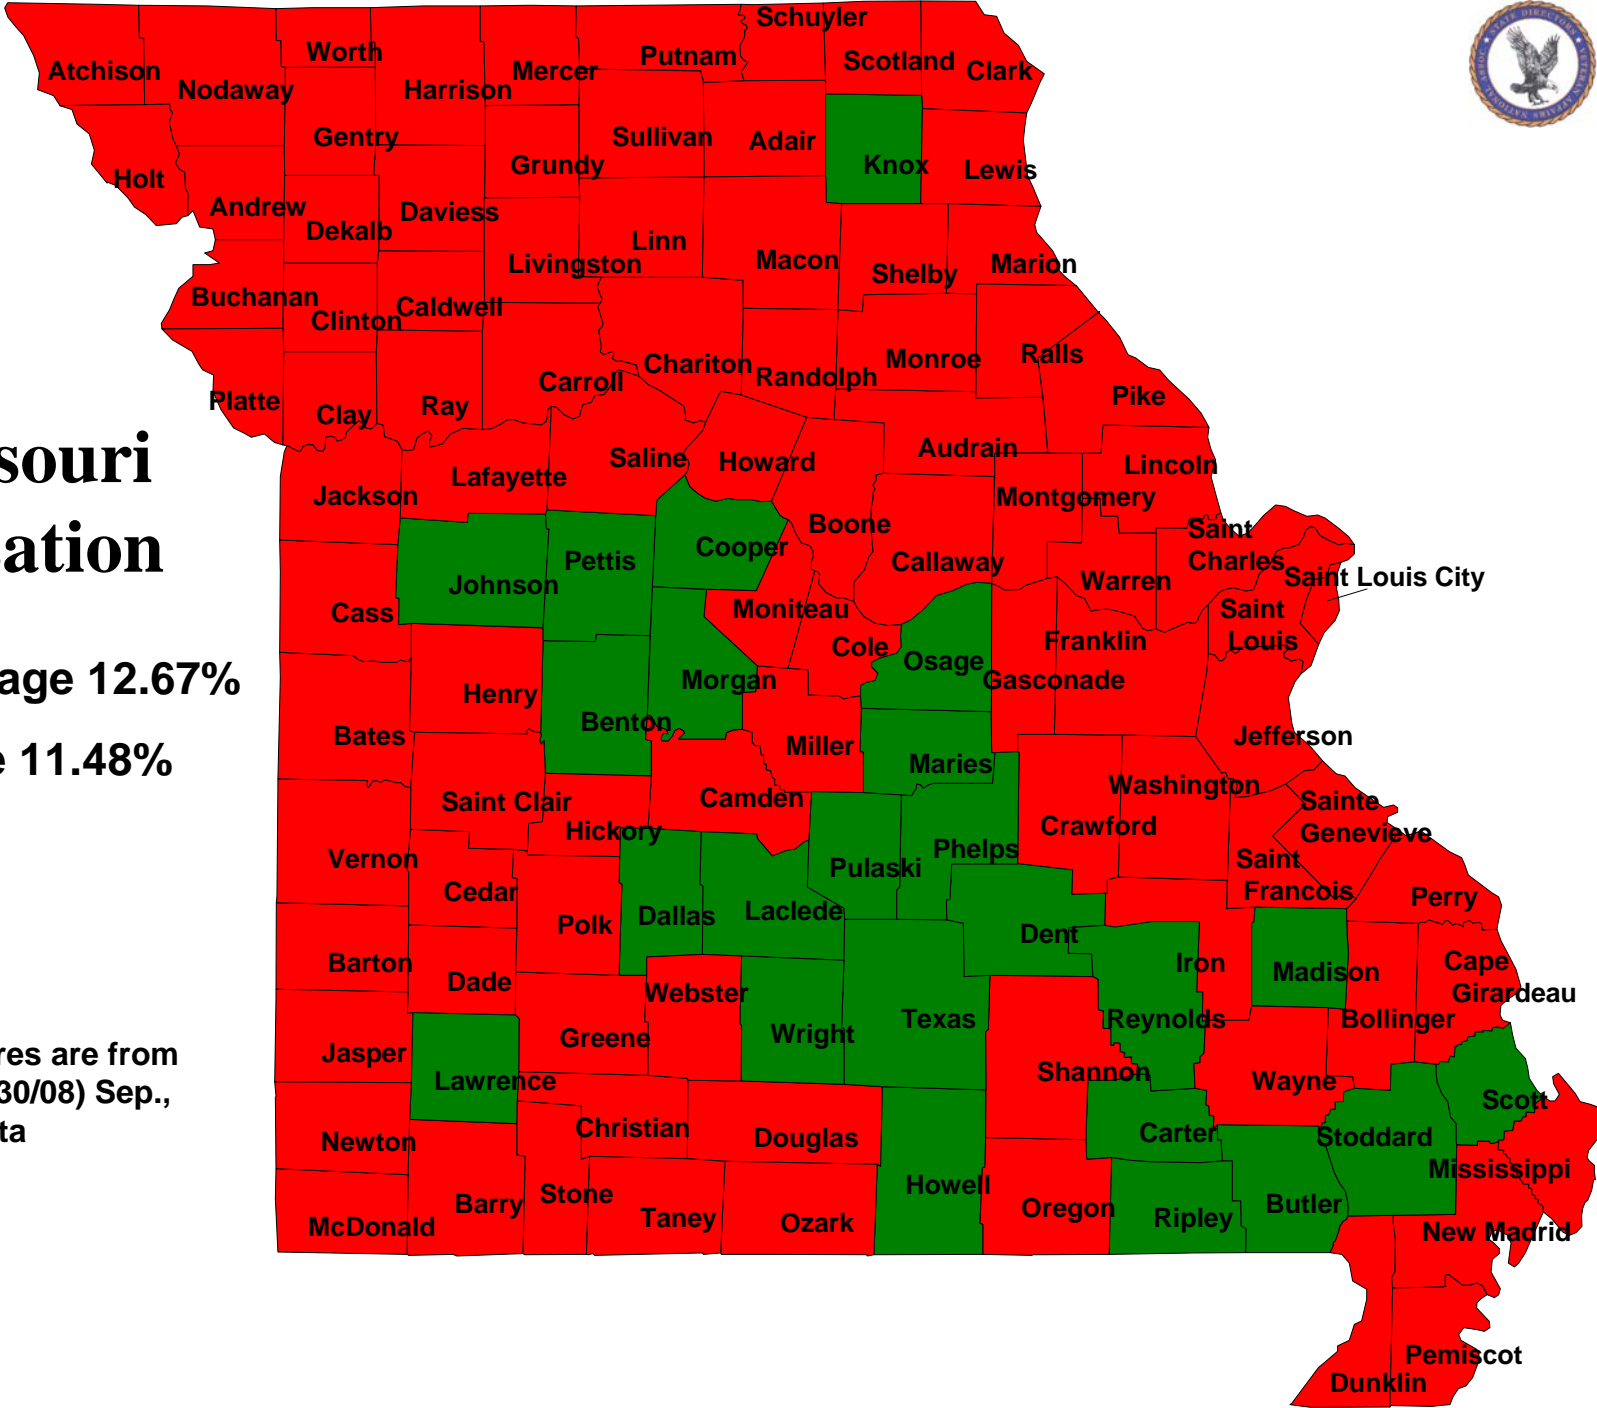 Schuyler
Worth
Putnam
Scotland
Clark
Atchison
Mercer
Nodaway
Harrison
Gentry
Sullivan
Adair
Grundy
Knox
Lewis
Holt
Andrew
Daviess
Dekalb
Linn
Macon
Livingston
Shelby
Marion
Buchanan
Clinton
Caldwell
Chariton
Monroe
Ralls
Randolph
Carroll
Platte
Clay
Ray
Pike
souri
Audrain
Saline
Howard
Lincoln
Lafayette
Jackson
Montgomery
Boone
Saint
Charles
ation
Cooper
Pettis
Callaway
Johnson
Warren
Saint Louis City
Cass
Moniteau
Saint
Louis
Cole
Franklin
Osage
age 12.67%
Henry
Morgan
Gasconade
Benton
Bates
Miller
Jefferson
e 11.48%
Maries
Washington
Saint Clair
Camden
Sainte
Genevieve
Hickory
Crawford
Phelps
Vernon
Pulaski
Saint
Francois
Cedar
Perry
Polk
Dallas
Laclede
Dent
Barton
Iron
Madison
Cape
Girardeau
Dade
Webster
Texas
Reynolds
Bollinger
Wright
Greene
Jasper
res are from
30/08) Sep.,
ta
Lawrence
Shannon
Wayne
Scott
Christian
Douglas
Carter
Stoddard
Newton
Mississippi
Howell
Barry
Stone
Taney
Ozark
Oregon
Ripley
Butler
McDonald
New Madrid
Pemiscot
Dunklin
STATE DIRECTORS
VETERAN AFFAIRS
NATIONAL ASSOC.